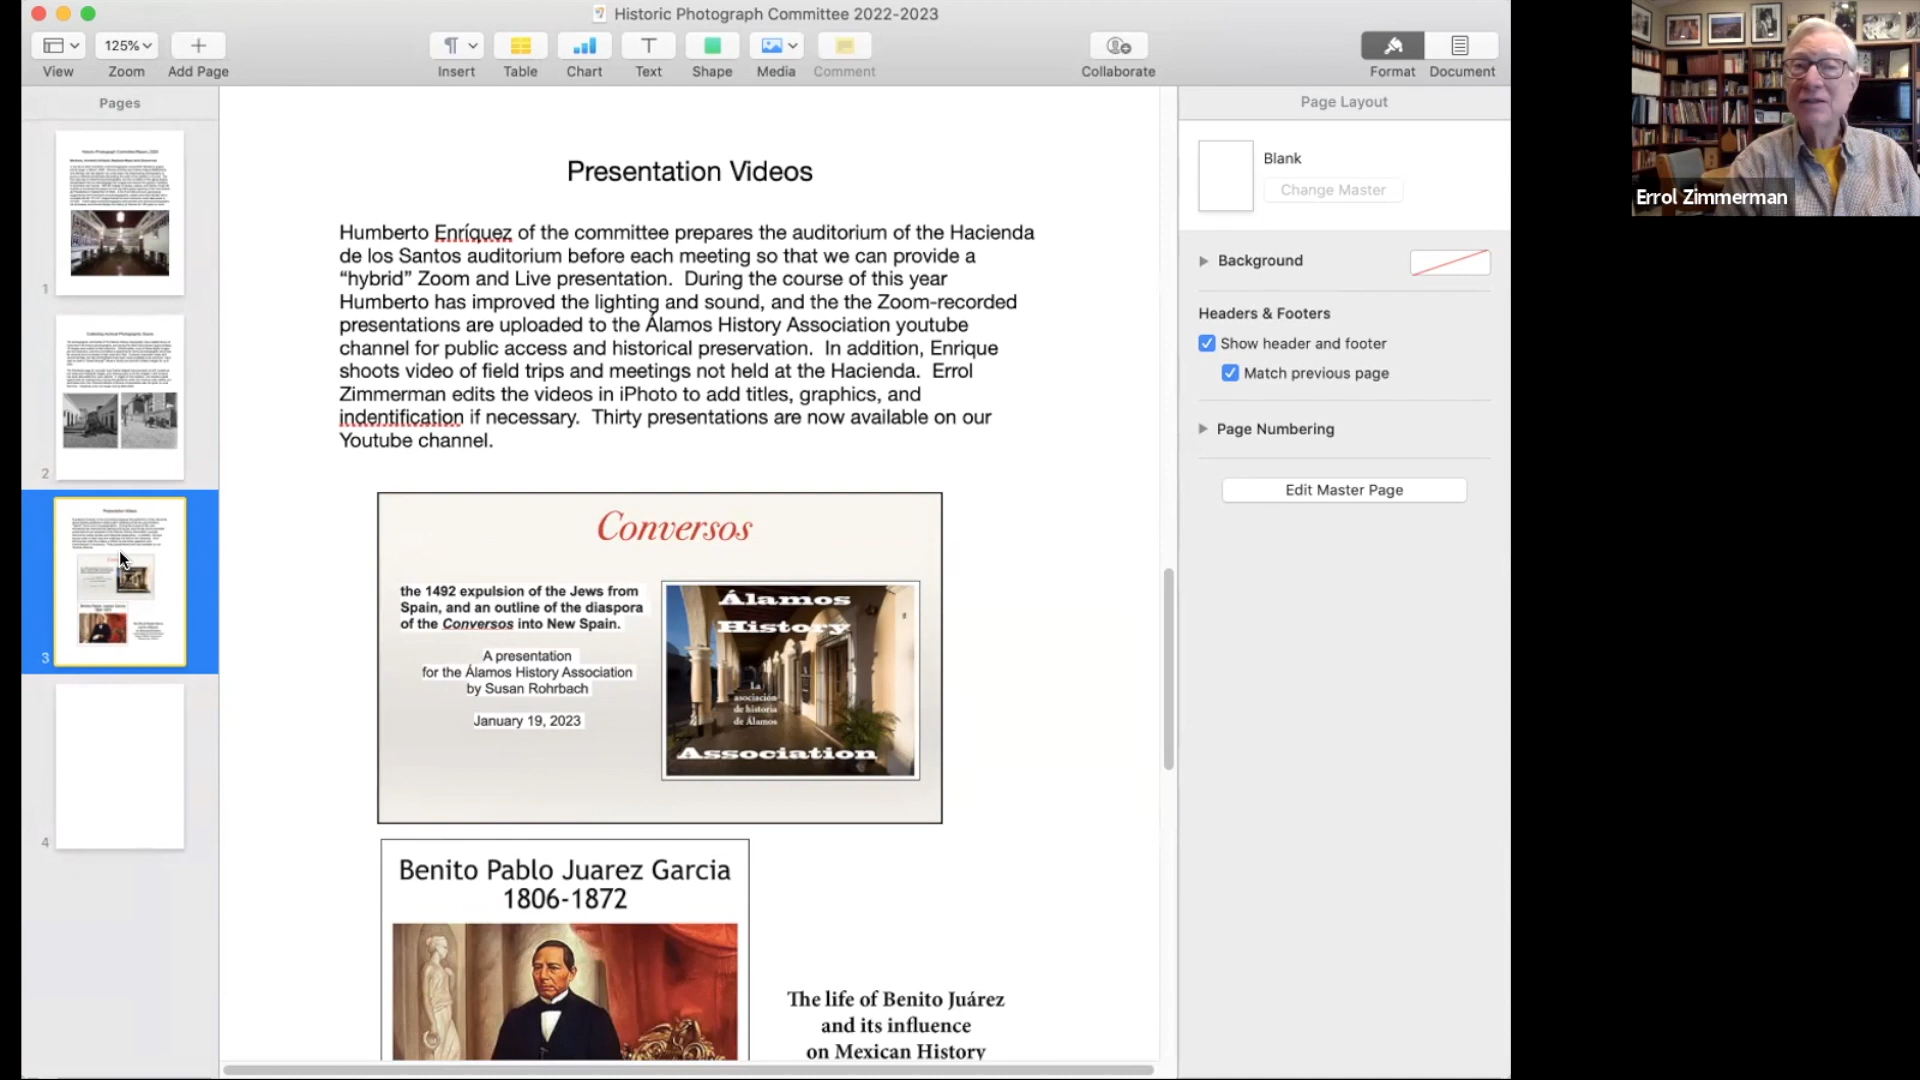 Historic Photograph Committee 2022-2023
View
125%
Zoom
Add Page
Insert
Table
Chart
Text
Shape
Media
Comment
Collaborate
Format
Document
Pages
1
2
3
4
Presentation Videos
Humberto Enríquez of the committee prepares the auditorium of the Hacienda
de los Santos auditorium before each meeting so that we can provide a
“hybrid” Zoom and Live presentation.  During the course of this year
Humberto has improved the lighting and sound, and the the Zoom-recorded
presentations are uploaded to the Álamos History Association youtube
channel for public access and historical preservation.  In addition, Enrique
shoots video of field trips and meetings not held at the Hacienda.  Errol
Zimmerman edits the videos in iPhoto to add titles, graphics, and
indentification if necessary.  Thirty presentations are now available on our
Youtube channel.
Conversos
the 1492 expulsion of the Jews from
Spain, and an outline of the diaspora
of the Conversos into New Spain.
A presentation
for the Álamos History Association
by Susan Rohrbach
January 19, 2023
Álamos
History
La
asociación
de historia
de Álamos
Association
Benito Pablo Juarez Garcia
1806-1872
The life of Benito Juárez
and its influence
on Mexican History
Page Layout
Blank
Change Master
Background
Headers & Footers
Show header and footer
Match previous page
Page Numbering
Edit Master Page
Errol Zimmerman